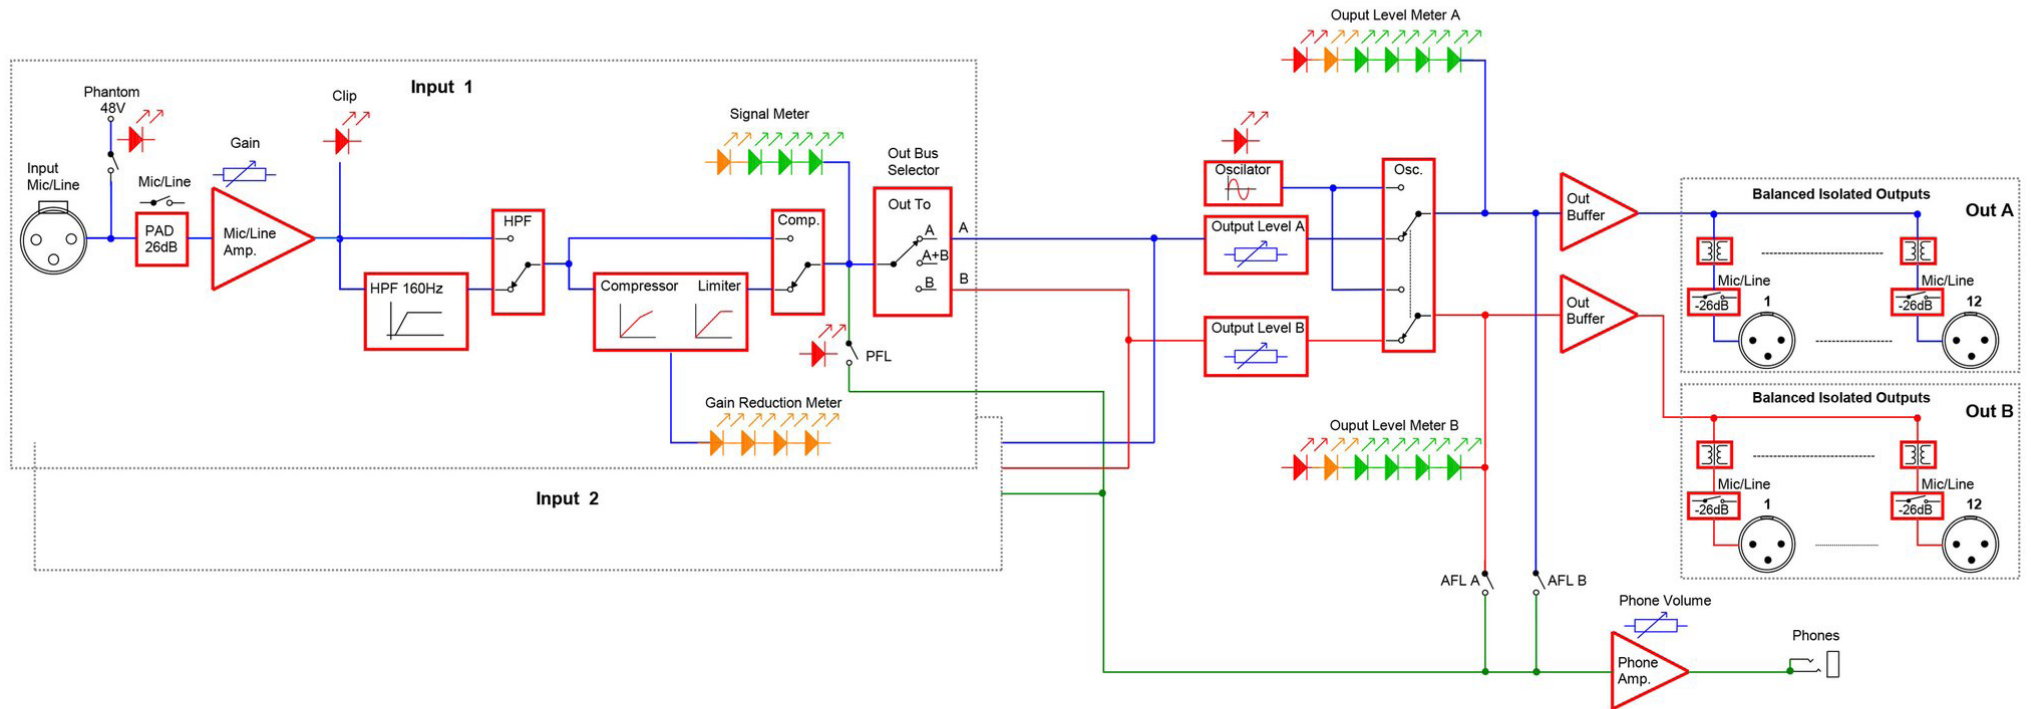 Ouput Level Meter A
Input 1
Phantom
48V
Clip
Gain
Signal Meter
Input
Mic/Line
Mic/Line
PAD
26dB
Mic/Line
Amp.
HPF
HPF 160Hz
Compressor
Limiter
Comp.
Out Bus
Selector
Out To
A
A+B
B
A
B
PFL
Gain Reduction Meter
Input 2
Oscilator
Output Level A
Output Level B
Osc.
Ouput Level Meter B
Out
Buffer
Out
Buffer
Balanced Isolated Outputs
Out A
Mic/Line
-26dB
1
Mic/Line
-26dB
12
Balanced Isolated Outputs
Out B
Mic/Line
-26dB
1
Mic/Line
-26dB
12
AFL A
AFL B
Phone Volume
Phone
Amp.
Phones